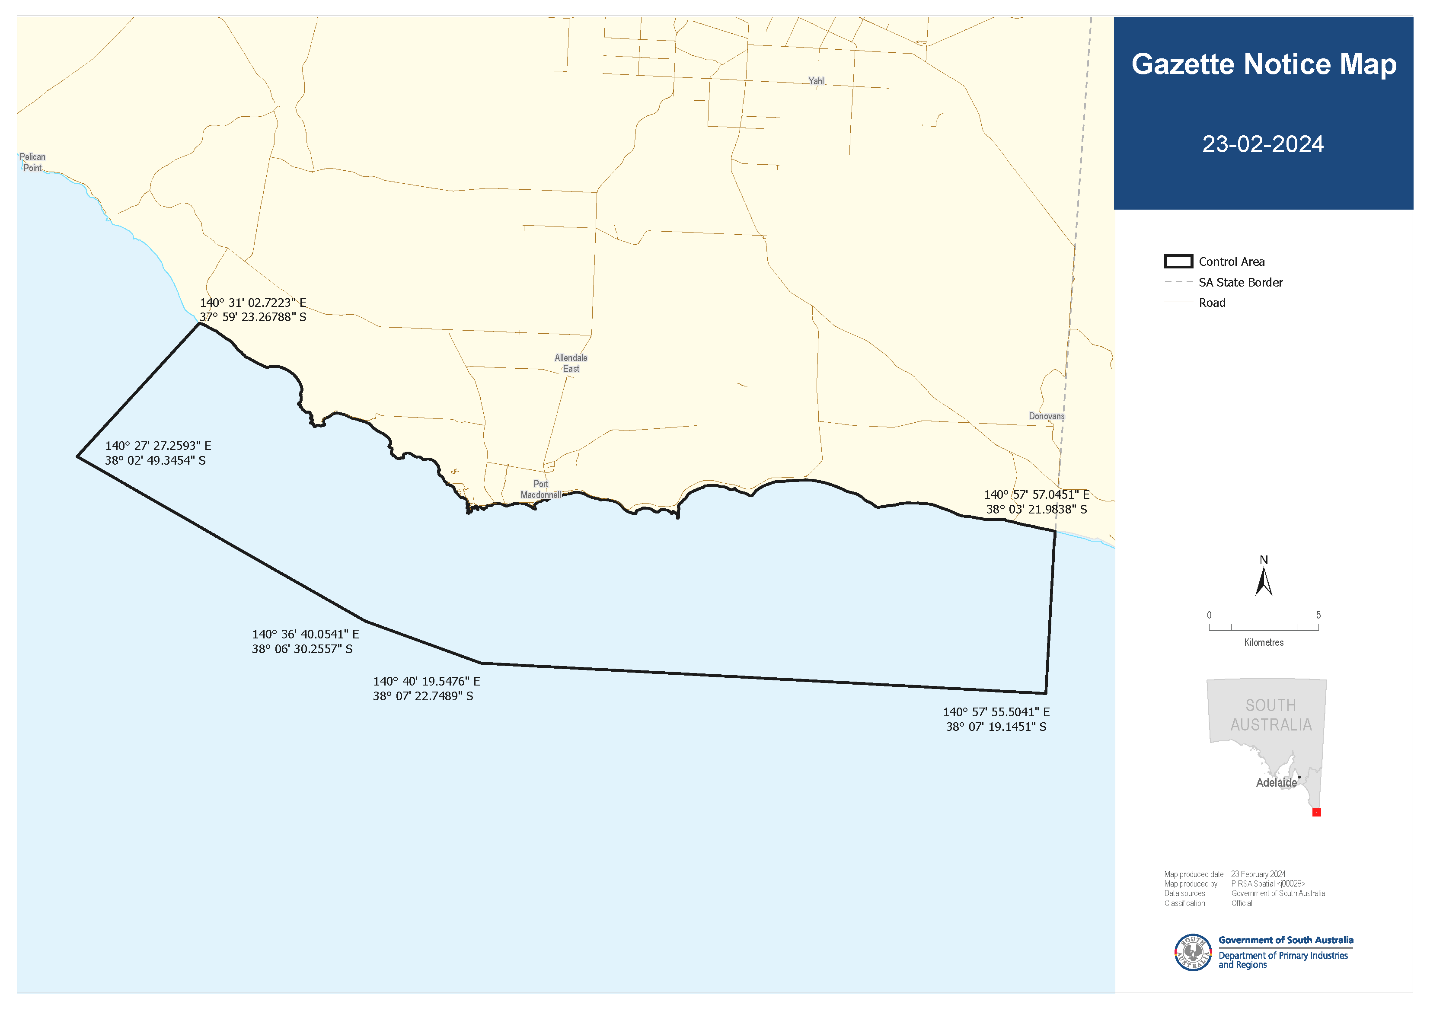 Gazette Notice Map
23-02-2024
Yahl
Pelican
Point
140° 31' 02.7223" E
37° 59' 23.26788" S
Allendale
East
Donovans
140° 27' 27.2593" E
38° 02' 49.3454" S
Port
Macdonnell
140° 57' 57.0451" E
38° 03' 21.9838" S
140° 36' 40.0541" E
38° 06' 30.2557" S
140° 40' 19.5476" E
38° 07' 22.7489" S
140° 57' 55.5041" E
38° 07' 19.1451" S
Control Area
SA State Border
Road
N
0 5
Kilometres
SOUTH
AUSTRALIA
Adelaide
Map produced date 23 February 2024
Map produced by PIRSA Spatial
Data sources Government of South Australia
Classification Official
Government of South Australia
Department of Primary Industries
and Regions